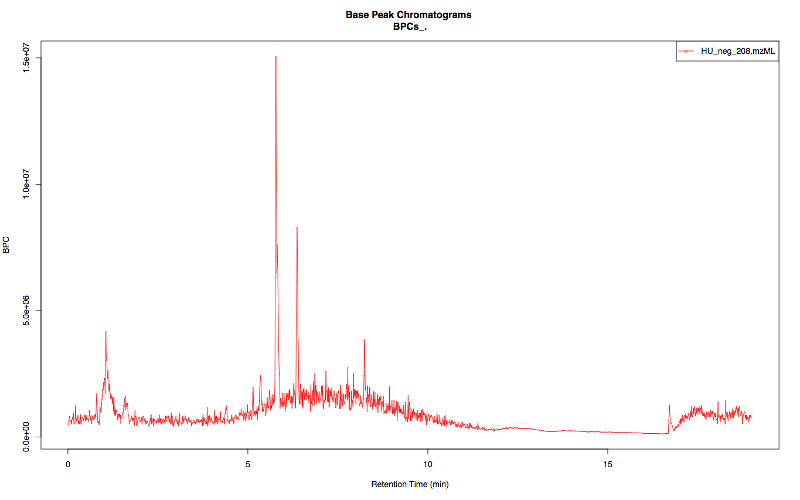 Base Peak Chromatograms
BPCs_.
HU_neg_208.mzML
1.5e+07
1.0e+07
5.0e+06
0.0e+00
BPC
0 5 10 15
Retention Time (min)